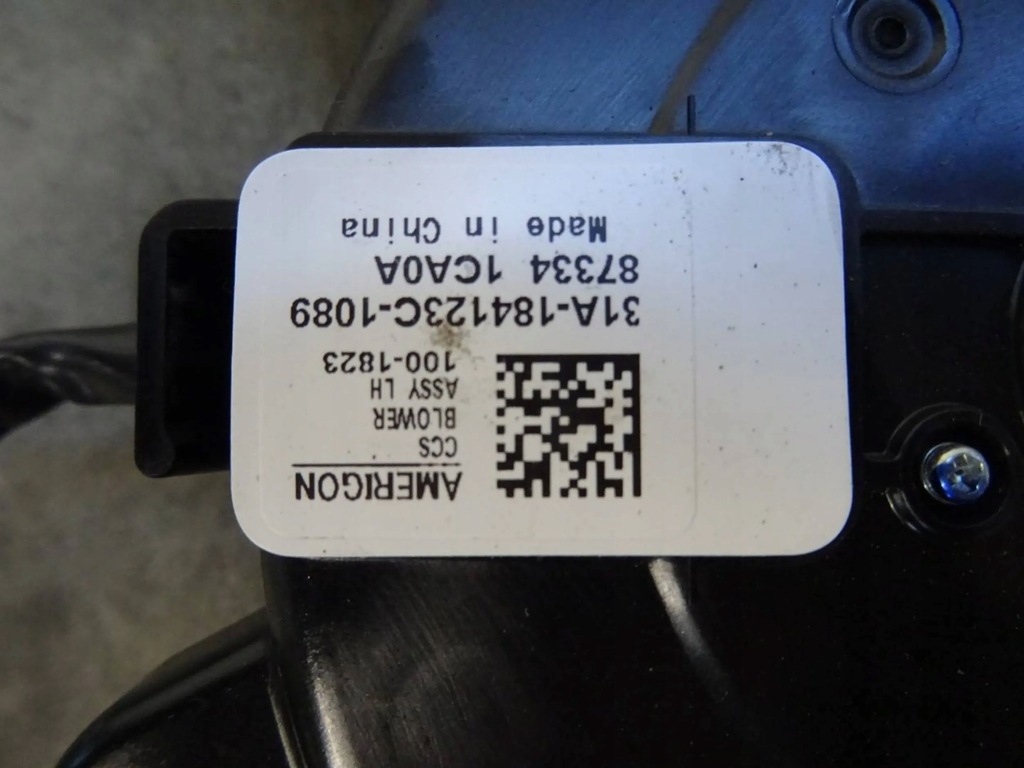 AMERIGON
CCS
BLOWER
ASSY LH
100-1823
31A-184123C-1089
87334 1CA0A
Made in China